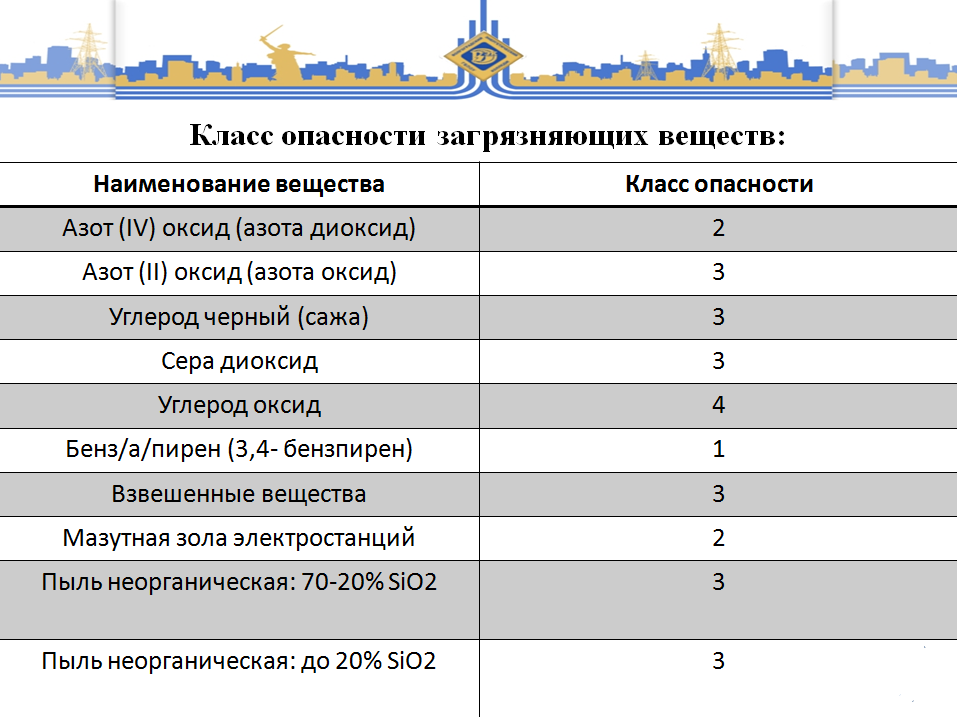 Класс опасности загрязняющих веществ:
Наименование вещества Класс опасности
Азот (IV) оксид (азота диоксид) 2
Азот (II) оксид (азота оксид) 3
Углерод черный (сажа) 3
Сера диоксид 3
Углерод оксид 4
Бенз/а/пирен (3,4- бензпирен) 1
Взвешенные вещества 3
Мазутная зола электростанций 2
Пыль неорганическая: 70-20% SiO2 3
Пыль неорганическая: до 20% SiO2 3